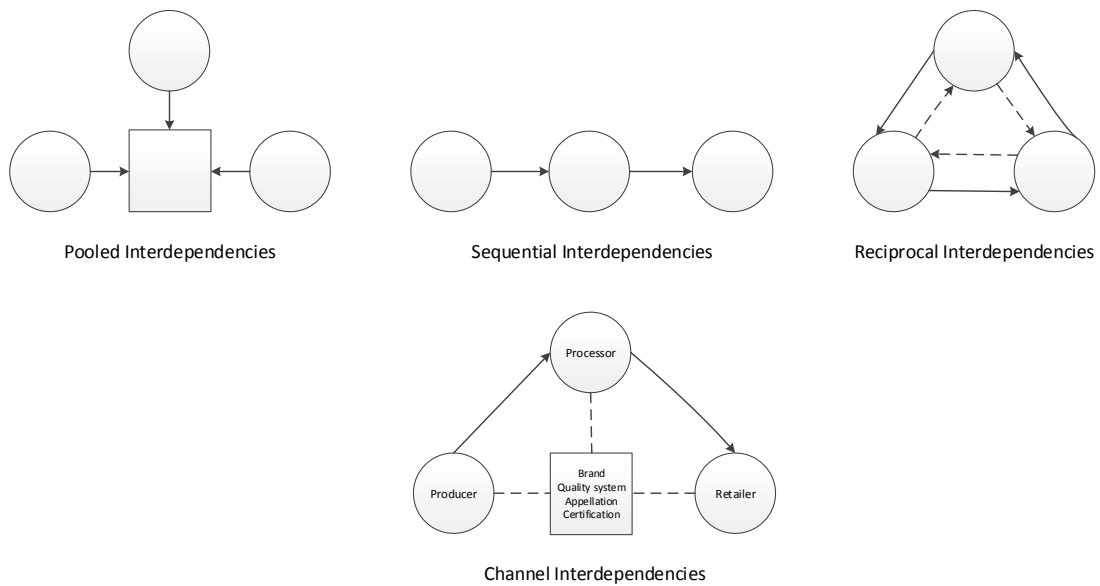 Pooled Interdependencies
Sequential Interdependencies
Reciprocal Interdependencies
Processor
Producer
Brand
Quality system
Appellation
Certification
Retailer
Channel Interdependencies